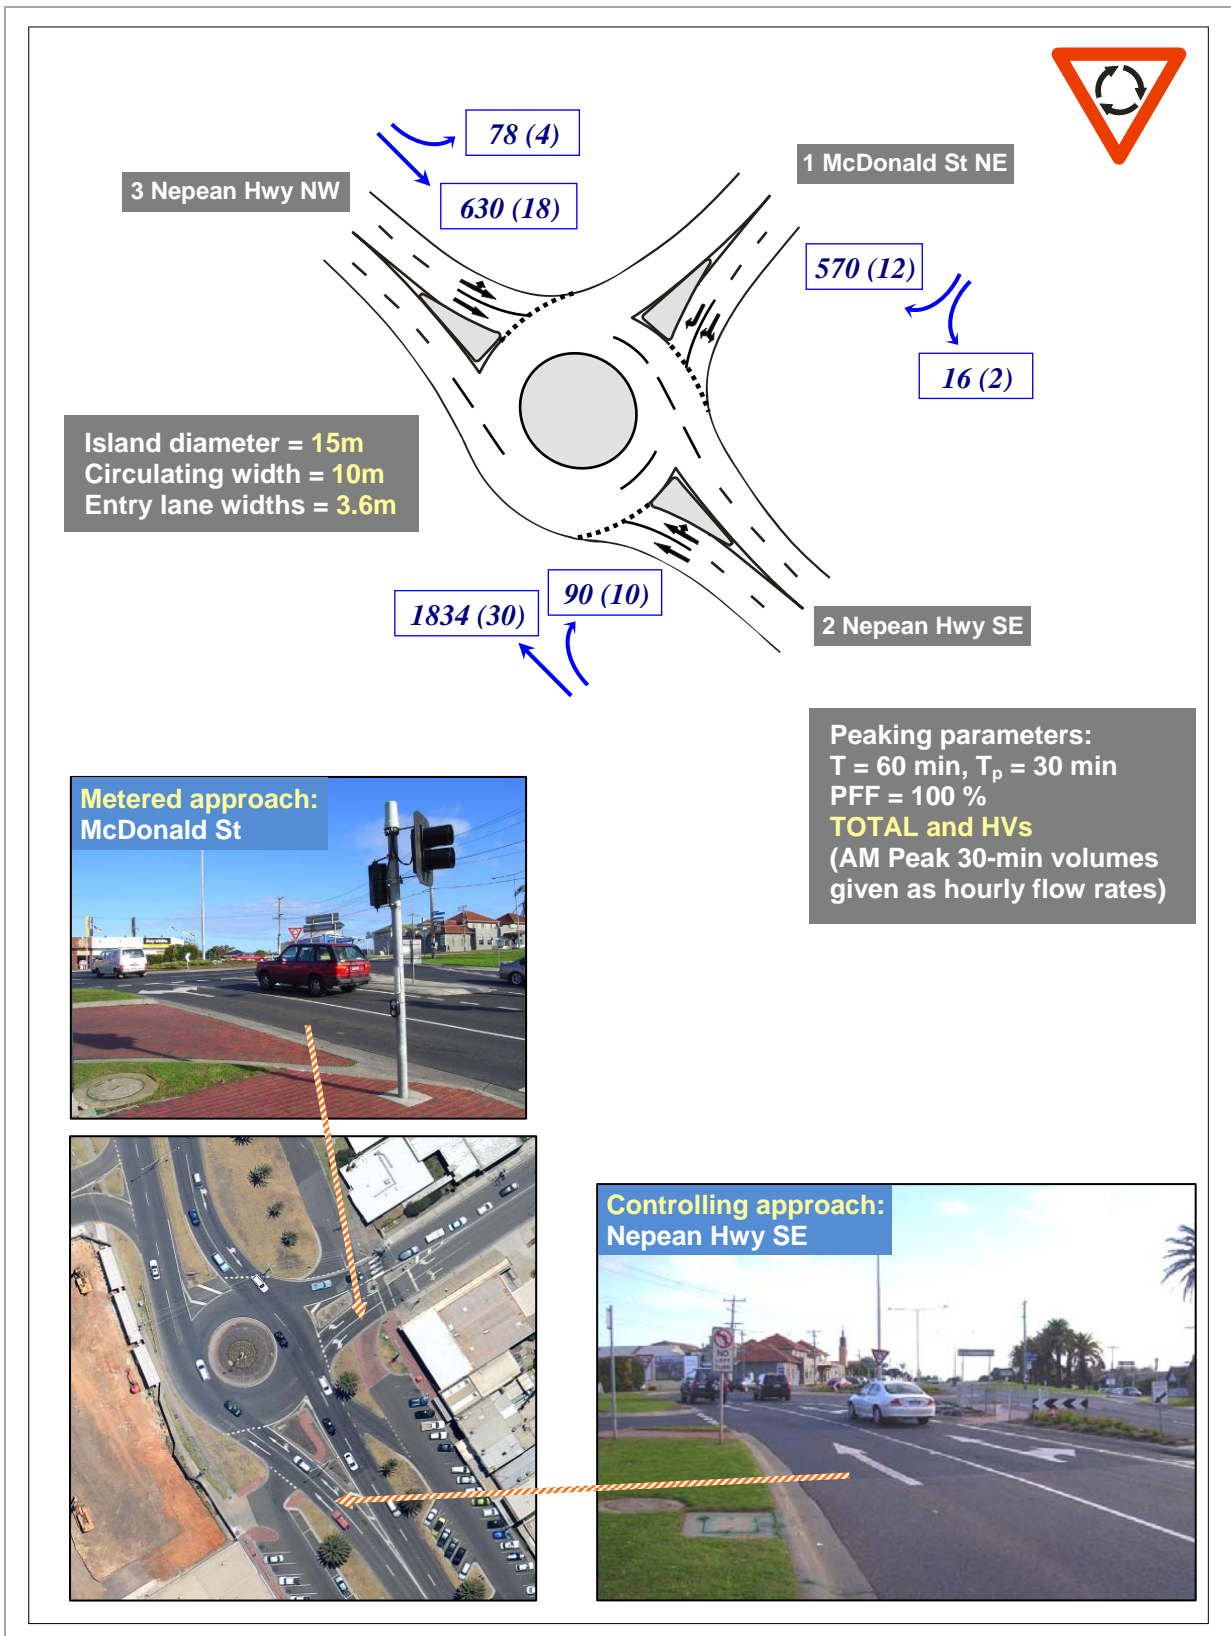 78 (4)
1 McDonald St NE
3 Nepean Hwy NW
630 (18)
570 (12)
16 (2)
Island diameter = 15m
Circulating width = 10m
Entry lane widths = 3.6m
90 (10)
1834 (30)
2 Nepean Hwy SE
Peaking parameters:
T = 60 min, Tp = 30 min
PFF = 100 %
TOTAL and HVs
(AM Peak 30-min volumes
given as hourly flow rates)
Metered approach:
McDonald St
Controlling approach:
Nepean Hwy SE
NO
LEFT
TURN